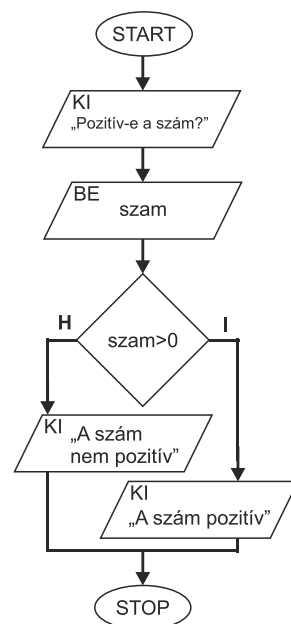 START
KI
„Pozitív-e a szám?”
BE
szam
H
I
szam>0
KI
„A szám
nem pozitív”
KI
„A szám pozitív”
STOP